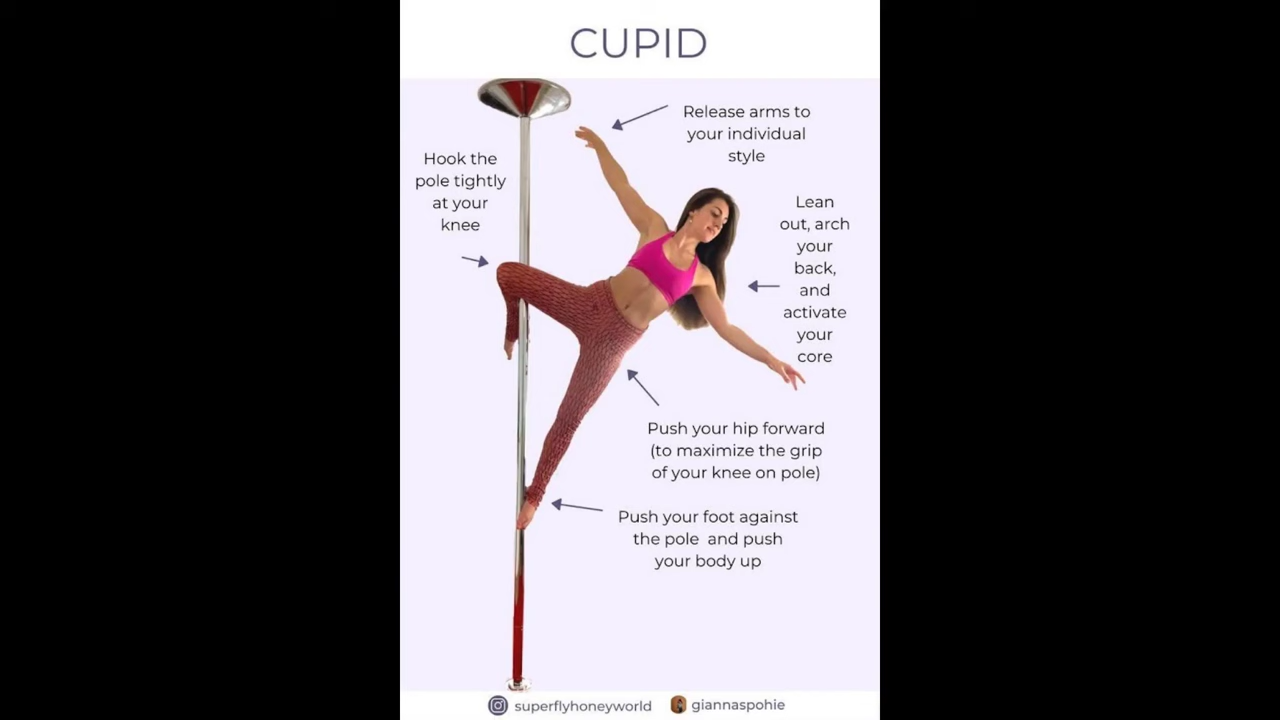 CUPID
Release arms to
your individual
style
Hook the
pole tightly
at your
knee
Lean
out, arch
your
back,
and
activate
your
core
Push your hip forward
(to maximize the grip
of your knee on pole)
Push your foot against
the pole and push
your body up
superflyhoneyworld
giannaspohie